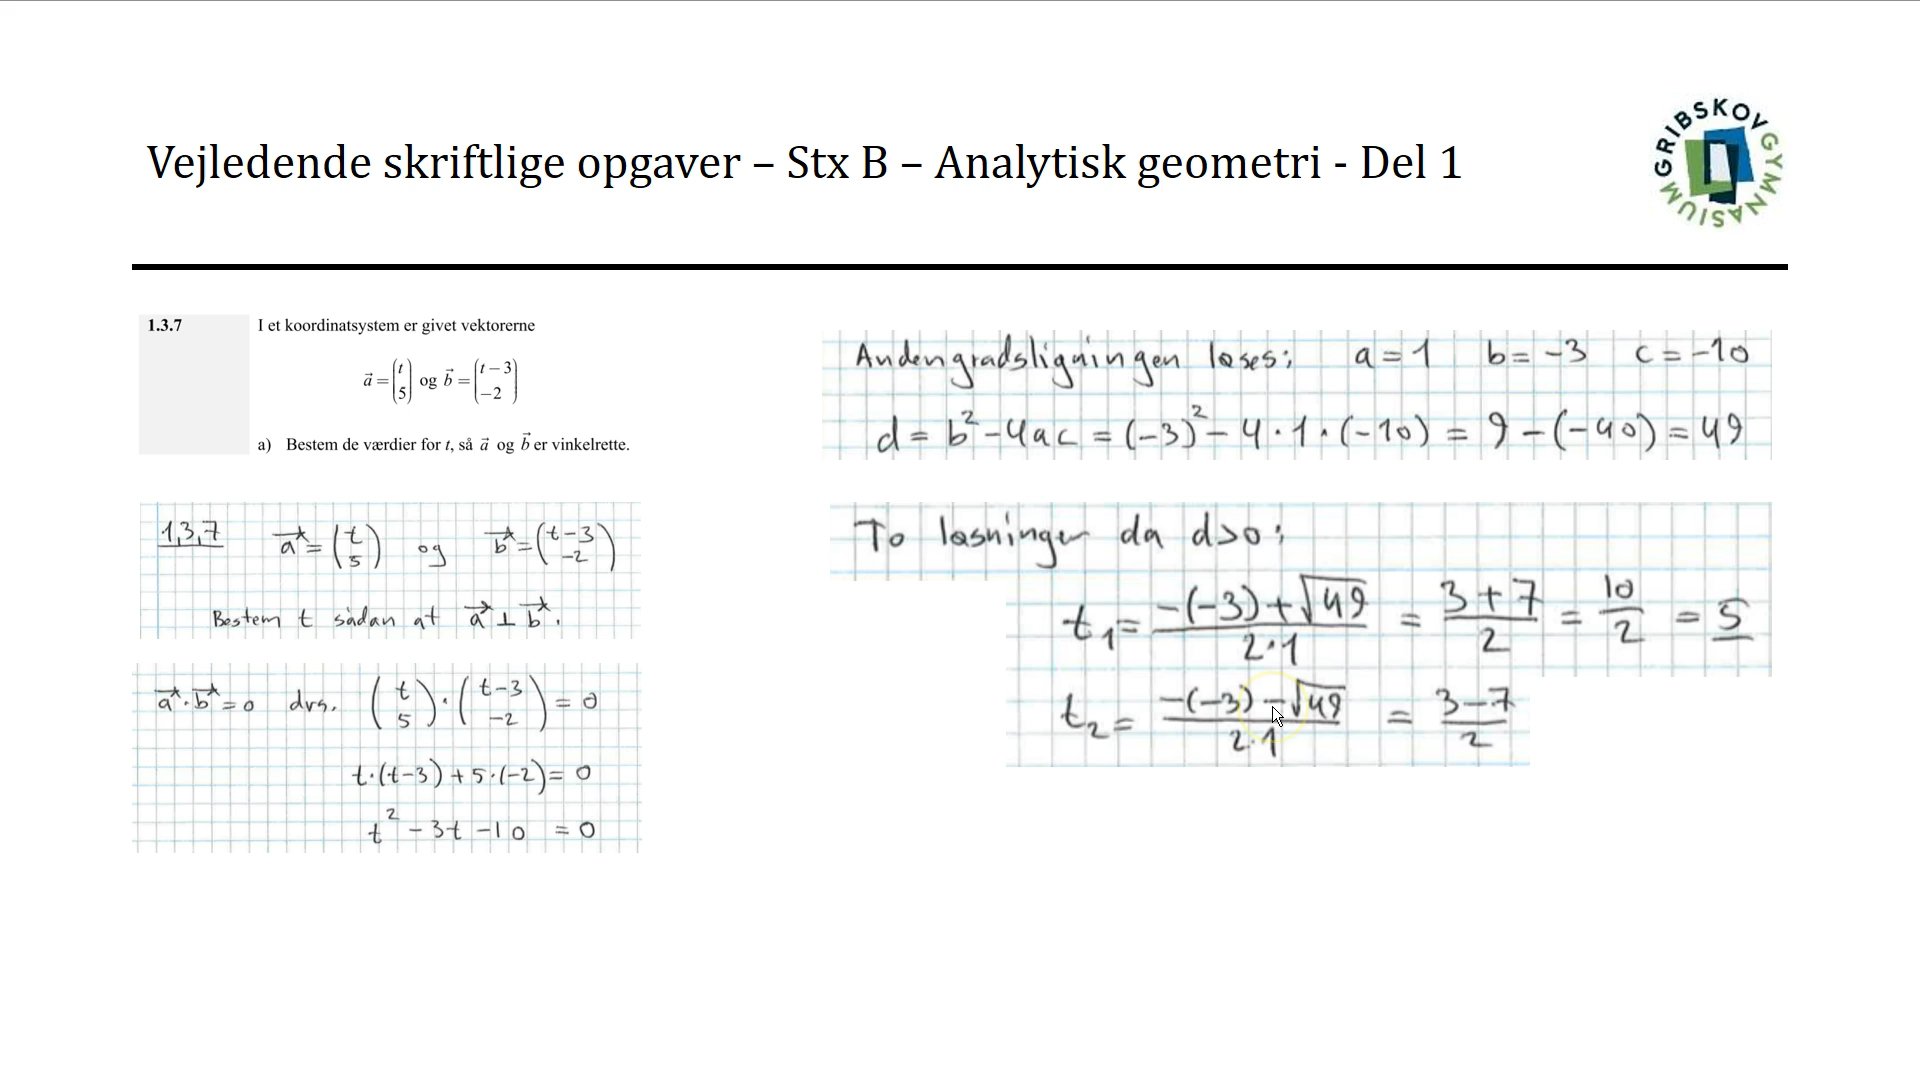 Vejledende skriftlige opgaver – Stx B – Analytisk geometri - Del 1
GRIBSKOV GYMNASIUM
1.3.7 I et koordinatsystem er givet vektorerne
a⃗ = (t 5) og b⃗ = (t − 3 −2)
a) Bestem de værdier for t, så a⃗ og b⃗ er vinkelrette.
1,3,7 a⃗ = (t 5) og b⃗ = (t−3 −2)
Bestem t sådan at a⃗ ⊥ b⃗.
a⃗·b⃗ = 0 dvs. (t 5)·(t−3 −2) = 0
t·(t−3) + 5·(−2) = 0
t² − 3t − 10 = 0
Andengradsligningen løses: a = 1 b = −3 c = −10
d = b² − 4ac = (−3)² − 4·1·(−10) = 9 − (−40) = 49
To løsninger da d>0:
t₁ = (−(−3)+√49)/(2·1) = (3+7)/2 = 10/2 = 5
t₂ = (−(−3)−√49)/(2·1) = (3−7)/2